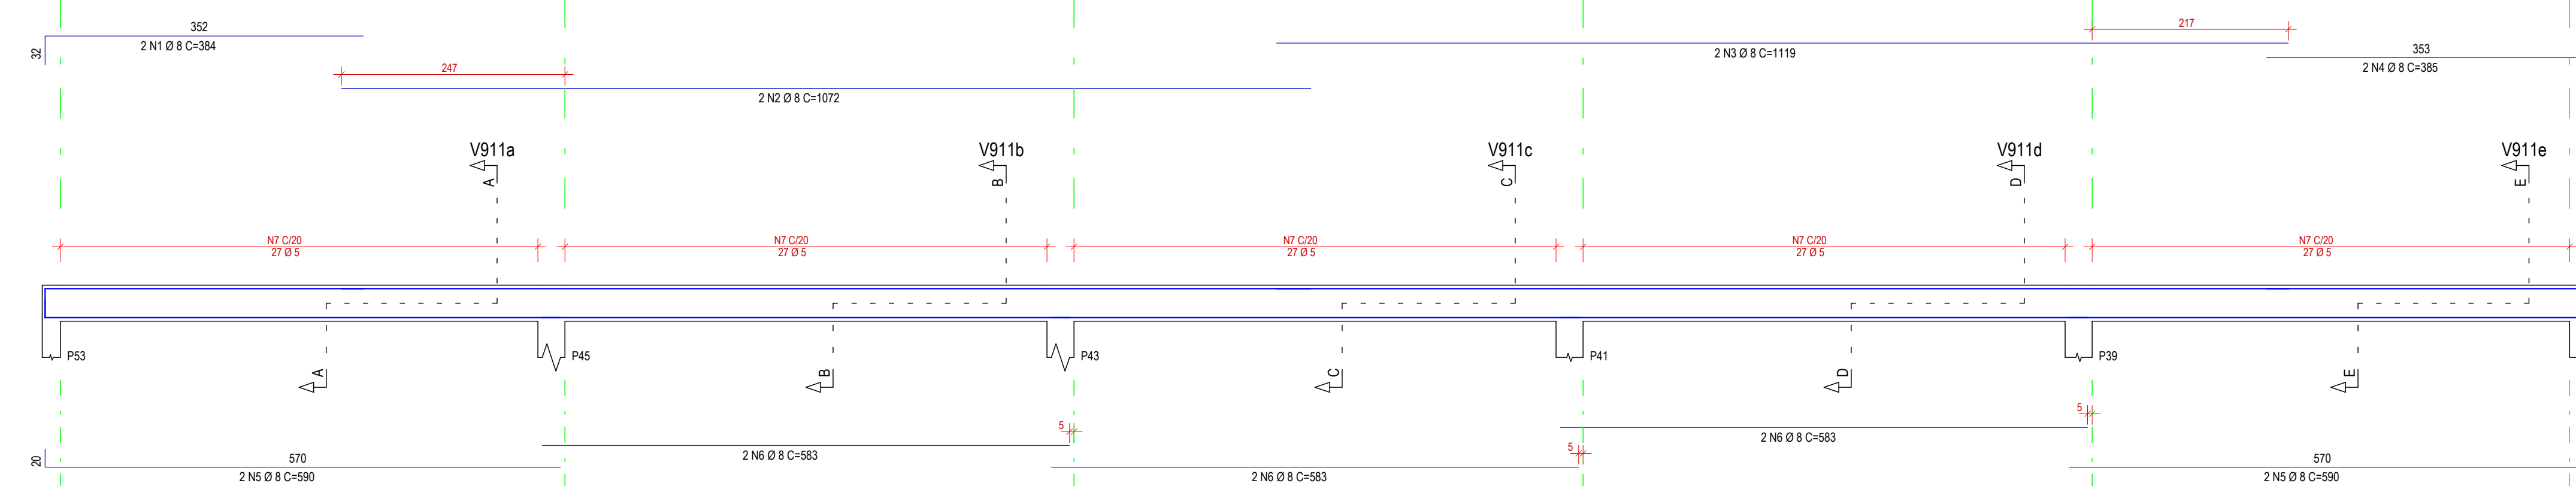 352
2 N1 Ø 8 C=384
32
217
2 N3 Ø 8 C=1119
353
2 N4 Ø 8 C=385
247
2 N2 Ø 8 C=1072
V911a
V911b
V911c
V911d
V911e
A
B
C
D
E
N7 C/20
27 Ø 5
N7 C/20
27 Ø 5
N7 C/20
27 Ø 5
N7 C/20
27 Ø 5
N7 C/20
27 Ø 5
P53
P45
P43
P41
P39
A
B
C
D
E
5
5
5
20
570
2 N5 Ø 8 C=590
2 N6 Ø 8 C=583
2 N6 Ø 8 C=583
2 N6 Ø 8 C=583
570
2 N5 Ø 8 C=590